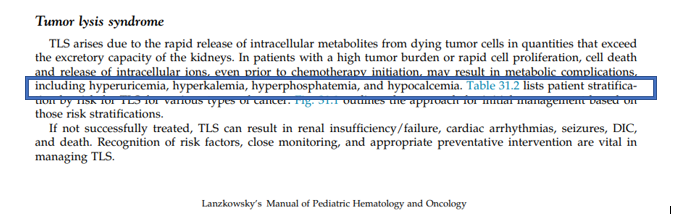 Tumor lysis syndrome
TLS arises due to the rapid release of intracellular metabolites from dying tumor cells in quantities that exceed
the excretory capacity of the kidneys. In patients with a high tumor burden or rapid cell proliferation, cell death
and release of intracellular ions, even prior to chemotherapy initiation, may result in metabolic complications,
including hyperuricemia, hyperkalemia, hyperphosphatemia, and hypocalcemia. Table 31.2 lists patient stratifica-
tion by risk for TLS for various types of cancer. Fig. 31.1 outlines the approach for initial management based on
those risk stratifications.
If not successfully treated, TLS can result in renal insufficiency/failure, cardiac arrhythmias, seizures, DIC,
and death. Recognition of risk factors, close monitoring, and appropriate preventative intervention are vital in
managing TLS.
Lanzkowsky's Manual of Pediatric Hematology and Oncology